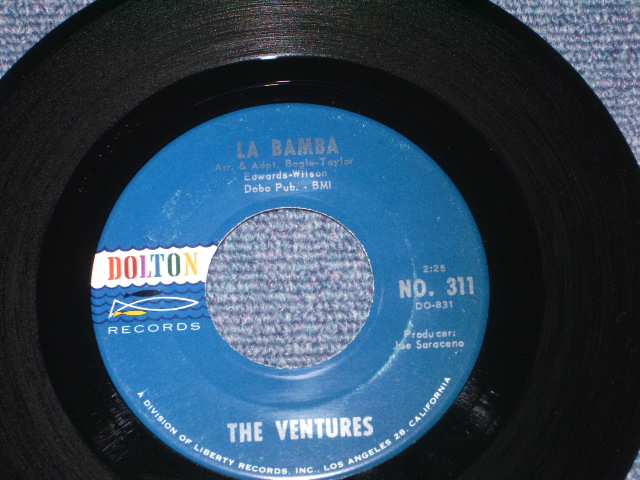 LA BAMBA
Arr. & Adpt. Bogle-Taylor
Edwards-Wilson
Dobo Pub. - BMI
DOLTON
RECORDS
2:25
NO. 311
DO-831
Producer:
Joe Saraceno
THE VENTURES
A DIVISION OF LIBERTY RECORDS, INC., LOS ANGELES 28, CALIFORNIA